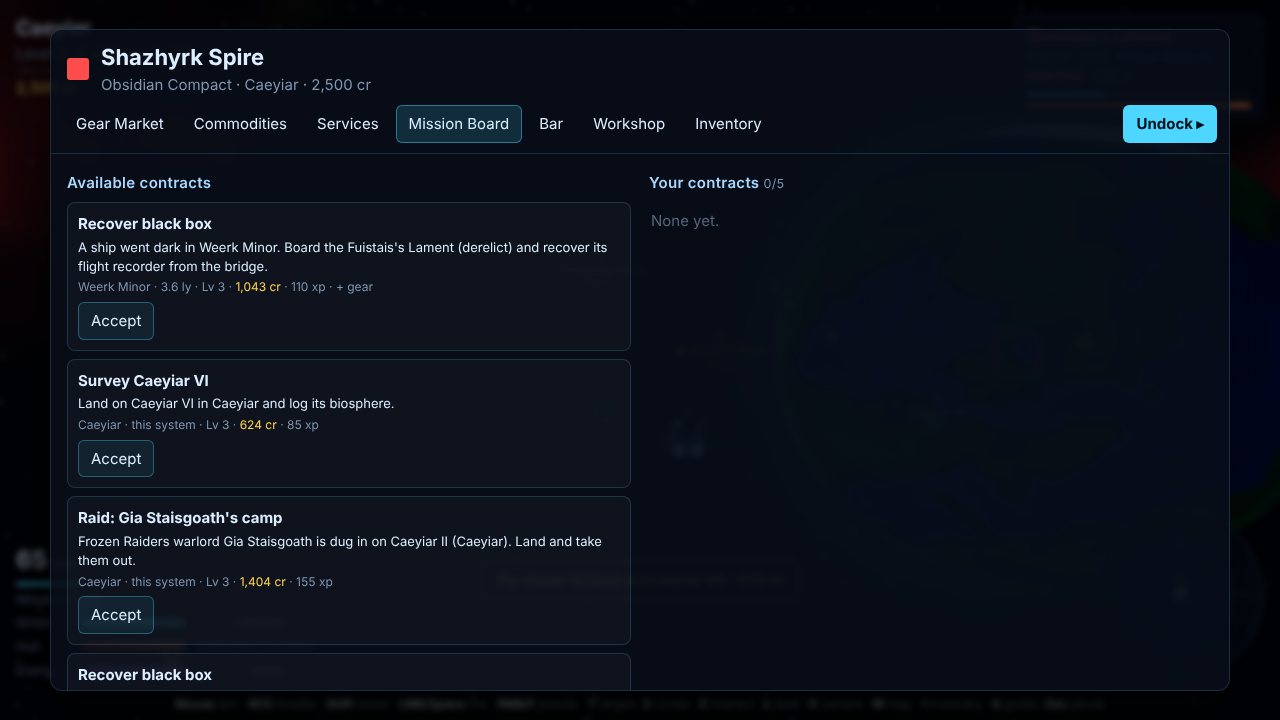 Shazhyrk Spire
Obsidian Compact · Caeyiar · 2,500 cr
Gear Market Commodities Services Mission Board Bar Workshop Inventory Undock ▸
Available contracts
Recover black box
A ship went dark in Weerk Minor. Board the Fuistais's Lament (derelict) and recover its
flight recorder from the bridge.
Weerk Minor · 3.6 ly · Lv 3 · 1,043 cr · 110 xp · + gear
Accept
Survey Caeyiar VI
Land on Caeyiar VI in Caeyiar and log its biosphere.
Caeyiar · this system · Lv 3 · 624 cr · 85 xp
Accept
Raid: Gia Staisgoath's camp
Frozen Raiders warlord Gia Staisgoath is dug in on Caeyiar II (Caeyiar). Land and take
them out.
Caeyiar · this system · Lv 3 · 1,404 cr · 155 xp
Accept
Recover black box
Your contracts 0/5
None yet.